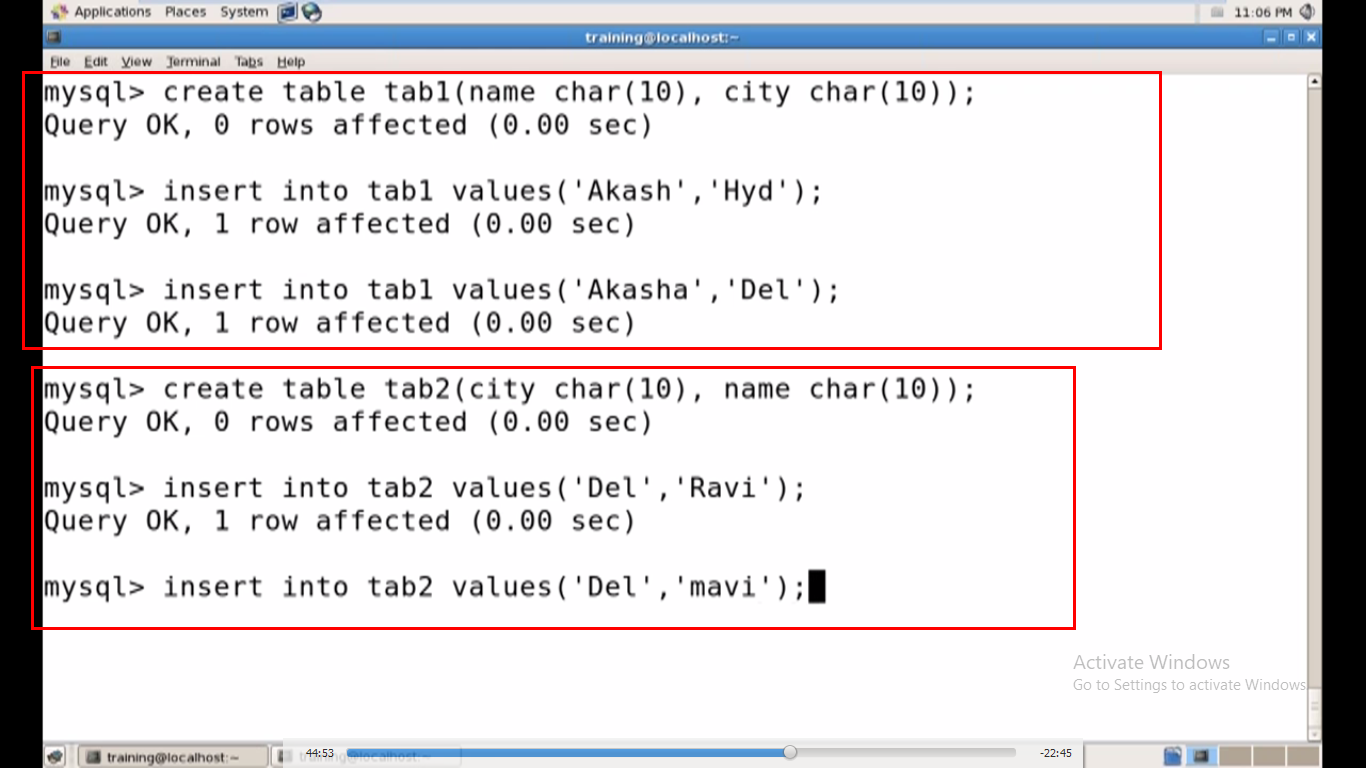 Applications Places System 11:06 PM
training@localhost:~
File Edit View Terminal Tabs Help
mysql> create table tab1(name char(10), city char(10));
Query OK, 0 rows affected (0.00 sec)
mysql> insert into tab1 values('Akash','Hyd');
Query OK, 1 row affected (0.00 sec)
mysql> insert into tab1 values('Akasha','Del');
Query OK, 1 row affected (0.00 sec)
mysql> create table tab2(city char(10), name char(10));
Query OK, 0 rows affected (0.00 sec)
mysql> insert into tab2 values('Del','Ravi');
Query OK, 1 row affected (0.00 sec)
mysql> insert into tab2 values('Del','mavi');
Activate Windows
Go to Settings to activate Windows
training@localhost:~ 44:53 training@localhost:~ -22:45